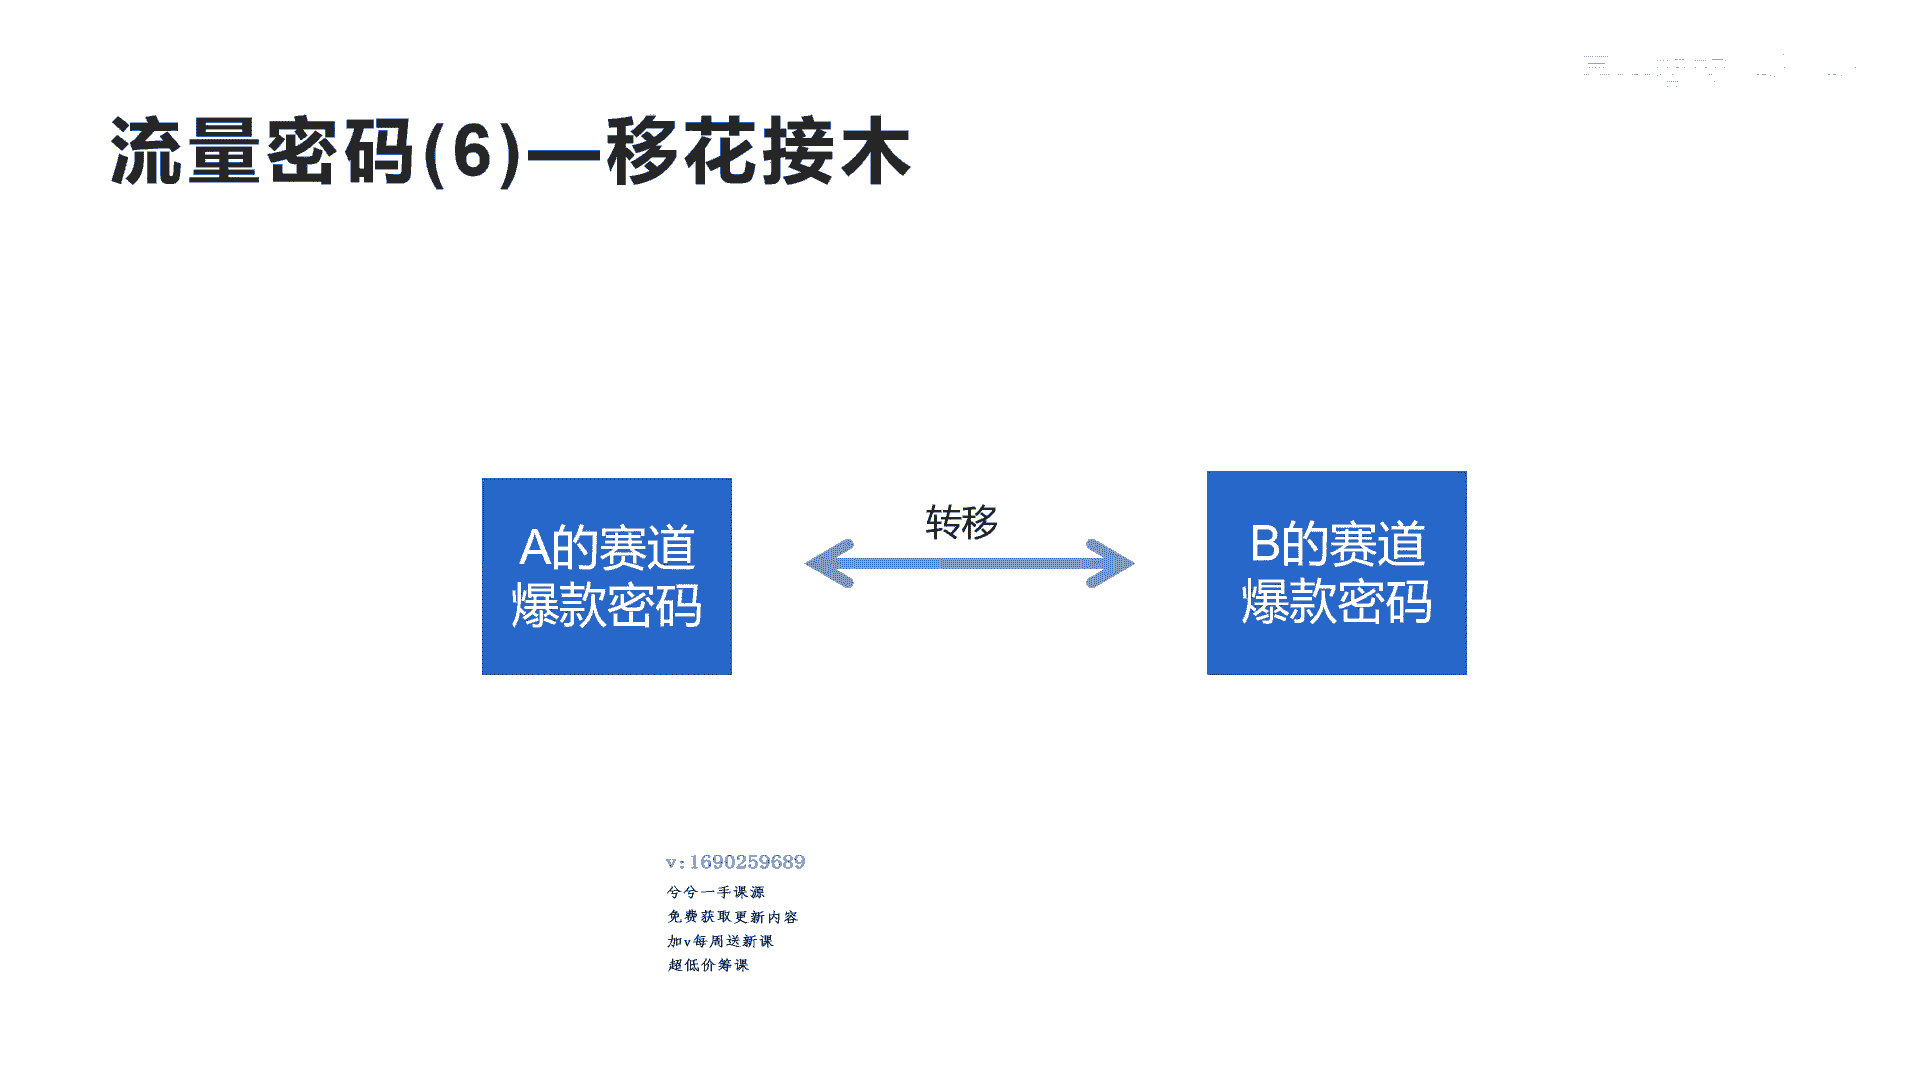 流量密码(6)—移花接木
A的赛道
爆款密码
转移
B的赛道
爆款密码
v:1690259689
兮兮一手课源
免费获取更新内容
加v每周送新课
超低价筹课